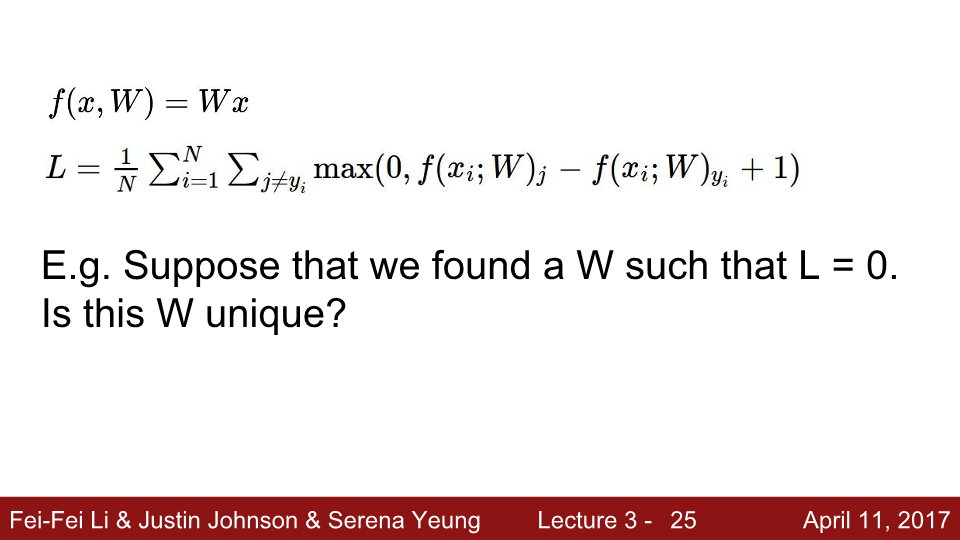 f(x, W) = Wx
L = \frac{1}{N} \sum_{i=1}^{N} \sum_{j \neq y_i} \max(0, f(x_i; W)_j - f(x_i; W)_{y_i} + 1)
E.g. Suppose that we found a W such that L = 0.
Is this W unique?
Fei-Fei Li & Justin Johnson & Serena Yeung Lecture 3 - 25 April 11, 2017